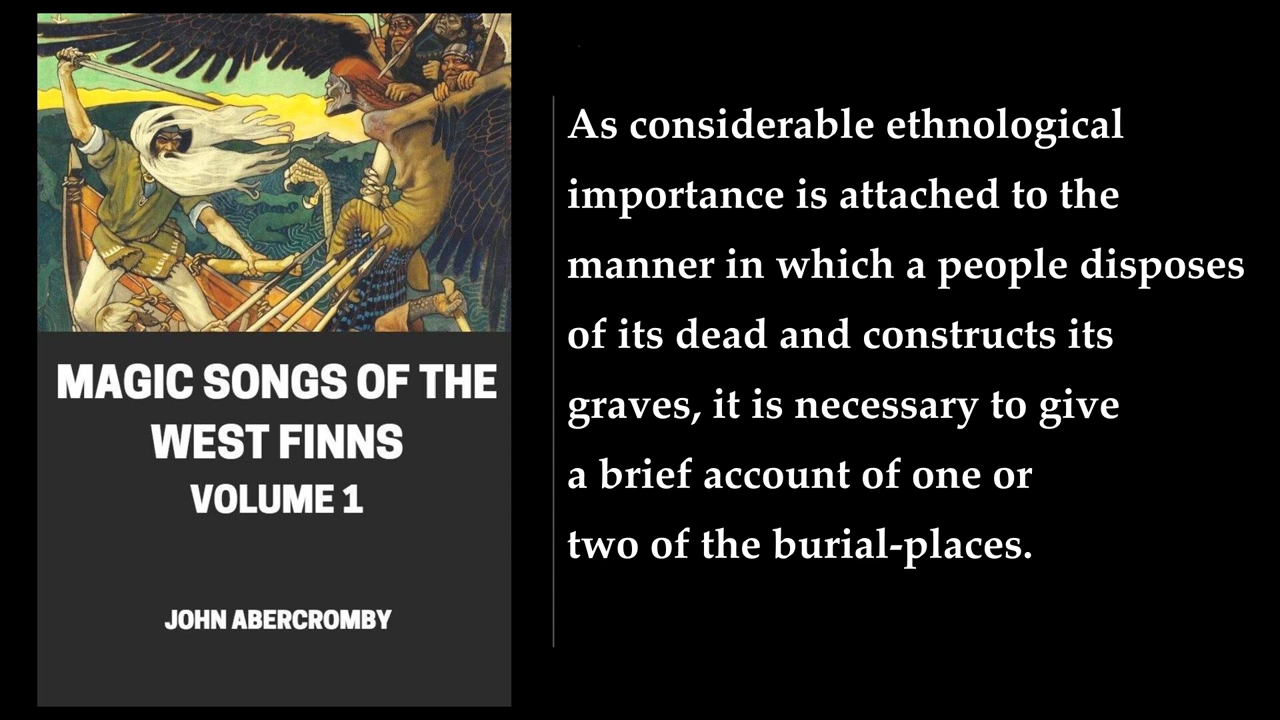 MAGIC SONGS OF THE
WEST FINNS
VOLUME 1
JOHN ABERCROMBY
As considerable ethnological
importance is attached to the
manner in which a people disposes
of its dead and constructs its
graves, it is necessary to give
a brief account of one or
two of the burial-places.